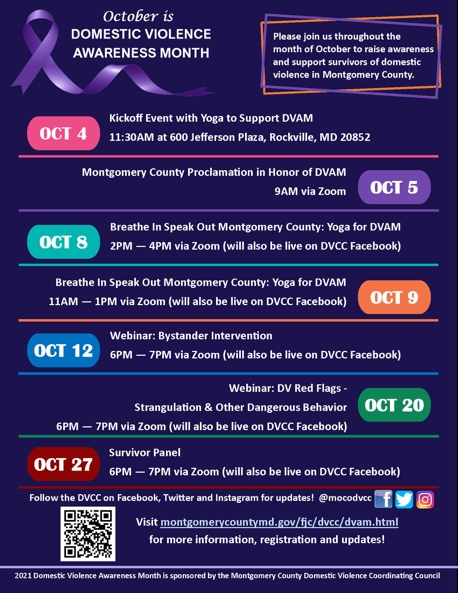 October is
DOMESTIC VIOLENCE
AWARENESS MONTH
Please join us throughout the
month of October to raise awareness
and support survivors of domestic
violence in Montgomery County.
OCT 4
Kickoff Event with Yoga to Support DVAM
11:30AM at 600 Jefferson Plaza, Rockville, MD 20852
Montgomery County Proclamation in Honor of DVAM
9AM via Zoom
OCT 5
OCT 8
Breathe In Speak Out Montgomery County: Yoga for DVAM
2PM — 4PM via Zoom (will also be live on DVCC Facebook)
Breathe In Speak Out Montgomery County: Yoga for DVAM
11AM — 1PM via Zoom (will also be live on DVCC Facebook)
OCT 9
OCT 12
Webinar: Bystander Intervention
6PM — 7PM via Zoom (will also be live on DVCC Facebook)
Webinar: DV Red Flags -
Strangulation & Other Dangerous Behavior
6PM — 7PM via Zoom (will also be live on DVCC Facebook)
OCT 20
OCT 27
Survivor Panel
6PM — 7PM via Zoom (will also be live on DVCC Facebook)
Follow the DVCC on Facebook, Twitter and Instagram for updates! @mocodvcc
Visit montgomerycountymd.gov/fjc/dvcc/dvam.html
for more information, registration and updates!
2021 Domestic Violence Awareness Month is sponsored by the Montgomery County Domestic Violence Coordinating Council